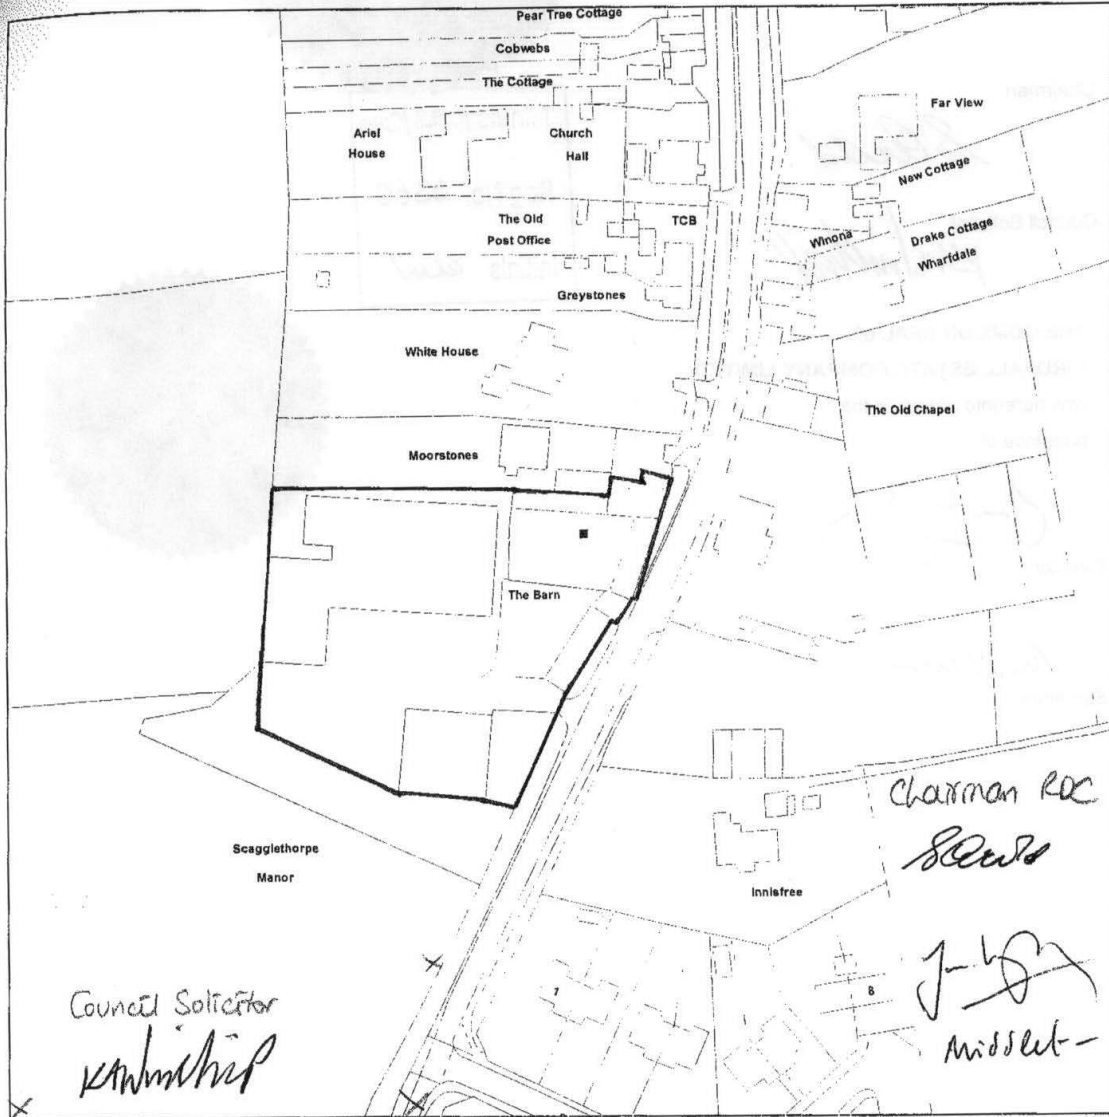 Pear Tree Cottage
Cobwebs
The Cottage
Far View
Ariel
House
Church
Hall
New Cottage
The Old
Post Office
TCB
Winona
Drake Cottage
Wharfdale
Greystones
White House
The Old Chapel
Moorstones
The Barn
Chairman RDC
Scagglethorpe
Manor
Innisfree
7
8
Council Solicitor